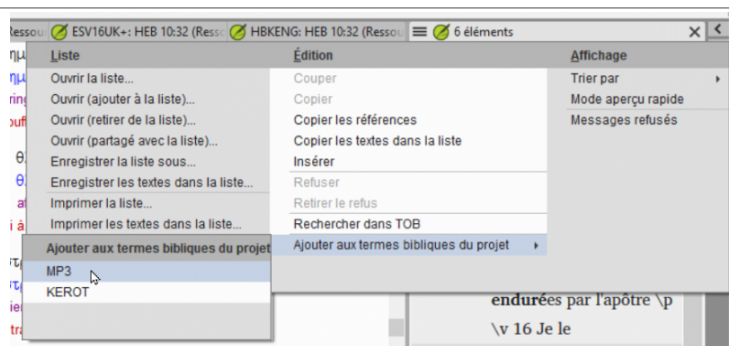 ESV16UK+: HEB 10:32
HBKENG: HEB 10:32 (Ressou
6 éléments
Liste
Ouvrir la liste...
Ouvrir (ajouter à la liste)...
Ouvrir (retirer de la liste)...
Ouvrir (partagé avec la liste)...
Enregistrer la liste sous...
Enregistrer les textes dans la liste...
Imprimer la liste...
Imprimer les textes dans la liste...
Édition
Couper
Copier
Copier les références
Copier les textes dans la liste
Insérer
Refuser
Retirer le refus
Rechercher dans TOB
Ajouter aux termes bibliques du projet
Affichage
Trier par
Mode aperçu rapide
Messages refusés
Ajouter aux termes bibliques du projet
MP3
KEROT
endurées par l'apôtre \p
\v 16 Je le